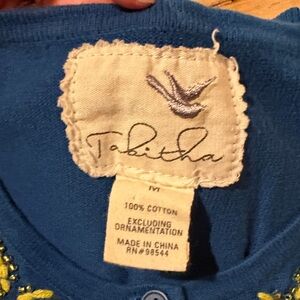 Tabitha
M
100% COTTON
EXCLUDING
ORNAMENTATION
MADE IN CHINA
RN#98544